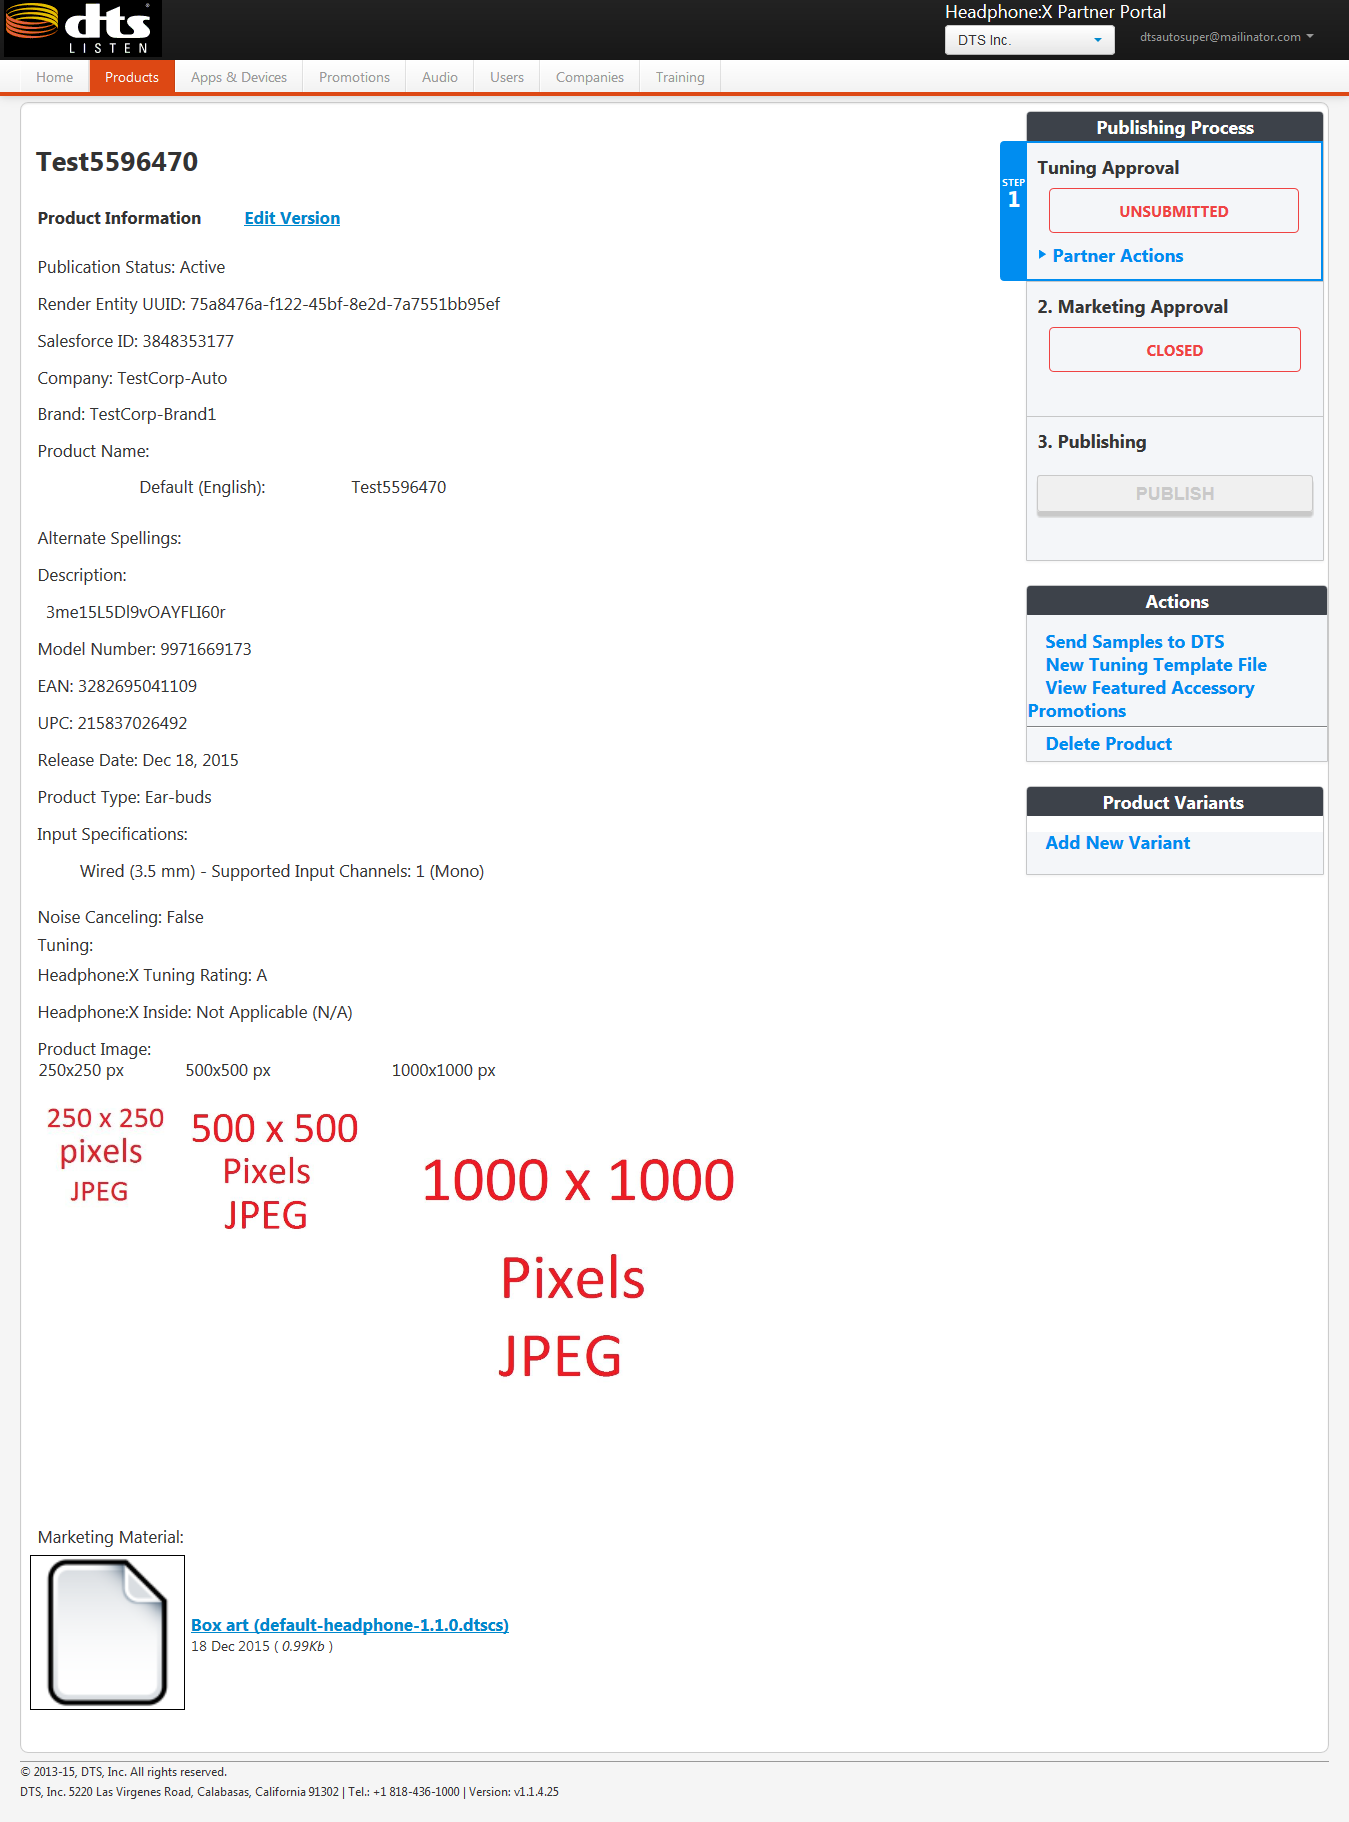 dts
LISTEN
Headphone:X Partner Portal
DTS Inc.
dtsautosuper@mailinator.com
Home
Products
Apps & Devices
Promotions
Audio
Users
Companies
Training
Test5596470
Product Information
Edit Version
Publication Status: Active
Render Entity UUID: 75a8476a-f122-45bf-8e2d-7a7551bb95ef
Salesforce ID: 3848353177
Company: TestCorp-Auto
Brand: TestCorp-Brand1
Product Name:
Default (English): Test5596470
Alternate Spellings:
Description:
3me15L5Dl9vOAYFLI60r
Model Number: 9971669173
EAN: 3282695041109
UPC: 215837026492
Release Date: Dec 18, 2015
Product Type: Ear-buds
Input Specifications:
Wired (3.5 mm) - Supported Input Channels: 1 (Mono)
Noise Canceling: False
Tuning:
Headphone:X Tuning Rating: A
Headphone:X Inside: Not Applicable (N/A)
Product Image:
250x250 px
500x500 px
1000x1000 px
250 x 250
pixels
JPEG
500 x 500
Pixels
JPEG
1000 x 1000
Pixels
JPEG
Marketing Material:
Box art (default-headphone-1.1.0.dtscs)
18 Dec 2015 ( 0.99Kb )
Publishing Process
STEP
1
Tuning Approval
UNSUBMITTED
Partner Actions
2. Marketing Approval
CLOSED
3. Publishing
PUBLISH
Actions
Send Samples to DTS
New Tuning Template File
View Featured Accessory
Promotions
Delete Product
Product Variants
Add New Variant
© 2013-15, DTS, Inc. All rights reserved.
DTS, Inc. 5220 Las Virgenes Road, Calabasas, California 91302 | Tel.: +1 818-436-1000 | Version: v1.1.4.25